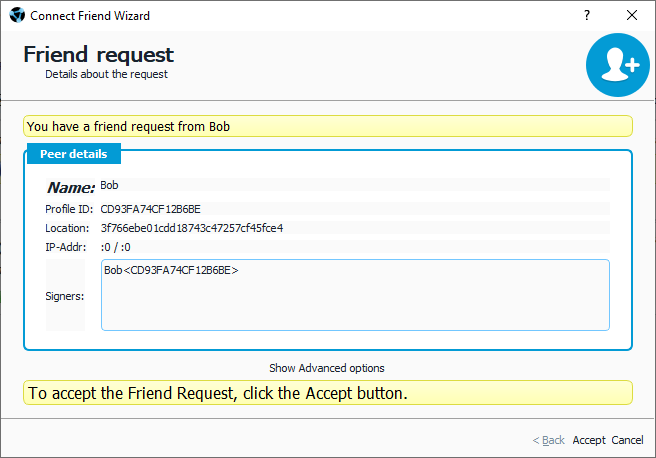 Connect Friend Wizard
?
Friend request
Details about the request
You have a friend request from Bob
Peer details
Name: Bob
Profile ID: CD93FA74CF12B6BE
Location: 3f766ebe01cdd18743c47257cf45fce4
IP-Addr: :0 / :0
Signers: Bob<CD93FA74CF12B6BE>
Show Advanced options
To accept the Friend Request, click the Accept button.
< Back Accept Cancel